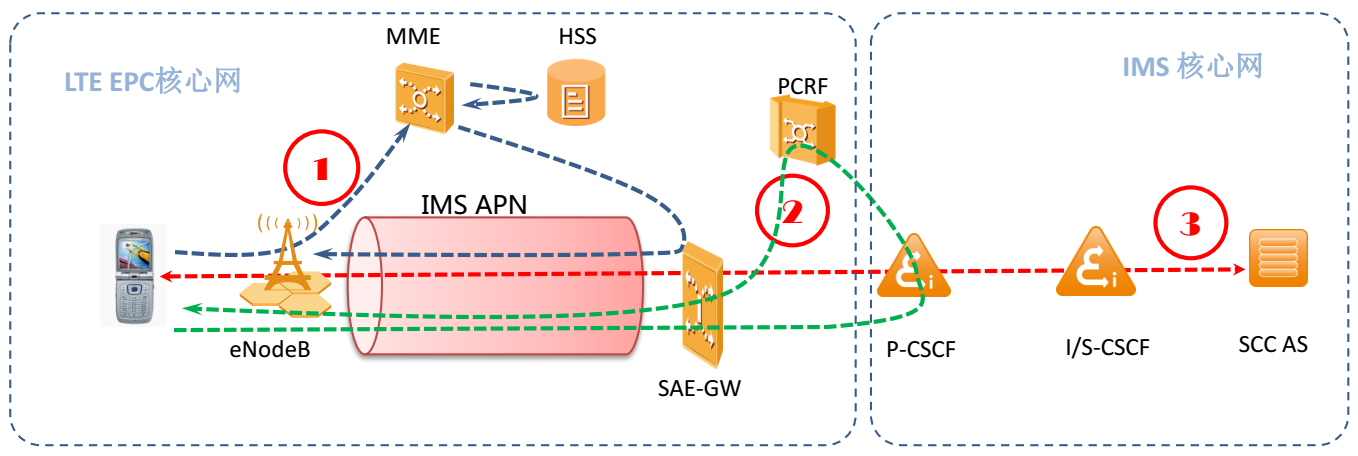 MME
HSS
LTE EPC核心网
IMS 核心网
PCRF
1
IMS APN
2
3
eNodeB
P-CSCF
I/S-CSCF
SCC AS
SAE-GW